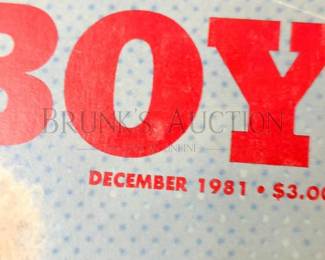 BOY
BRUNK'S AUCTION
DECEMBER 1981 • $3.00